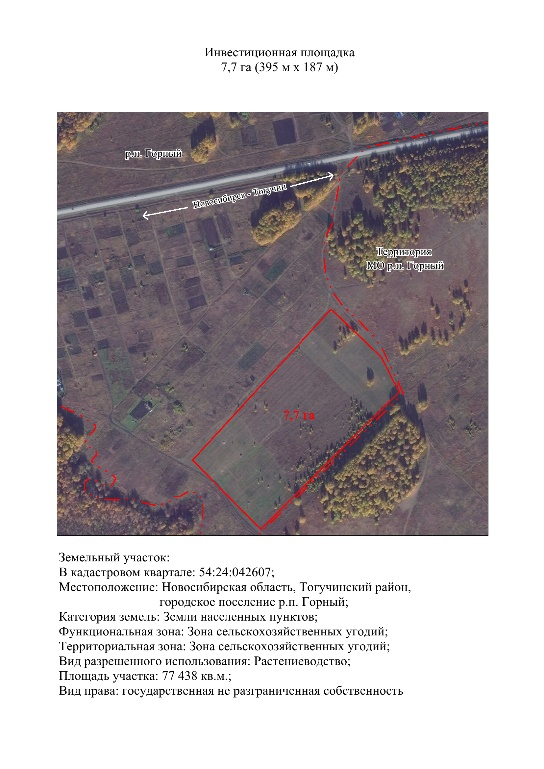 Инвестиционная площадка
7,7 га (395 м х 187 м)
р.п. Горный
Новосибирск - Тогучин
Территория
МО р.п. Горный
7,7 га
Земельный участок:
В кадастровом квартале: 54:24:042607;
Местоположение: Новосибирская область, Тогучинский район,
городское поселение р.п. Горный;
Категория земель: Земли населенных пунктов;
Функциональная зона: Зона сельскохозяйственных угодий;
Территориальная зона: Зона сельскохозяйственных угодий;
Вид разрешенного использования: Растениеводство;
Площадь участка: 77 438 кв.м.;
Вид права: государственная не разграниченная собственность